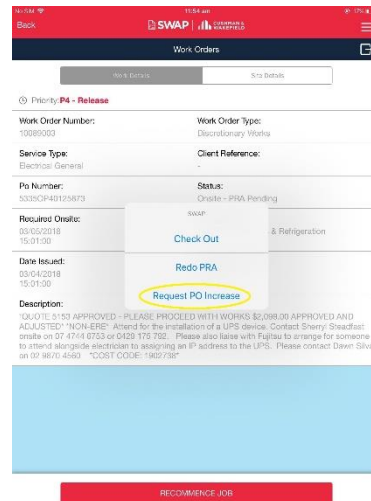 No SIM 11:54 am 17%
Back SWAP | CUSHMAN & WAKEFIELD
Work Orders
Work Details Site Details
Priority: P4 - Release
Work Order Number: Work Order Type:
10089003 Discretionary Works
Service Type: Client Reference:
Electrical General -
Po Number: Status:
5335OP40125873 Onsite - PRA Pending
Required Onsite:
03/05/2018 & Refrigeration
15:01:00
Date Issued:
03/04/2018
15:01:00
SWAP
Check Out
Redo PRA
Request PO Increase
Description:
"QUOTE 5153 APPROVED - PLEASE PROCEED WITH WORKS $2,099.00 APPROVED AND
ADJUSTED" "NON-ERE" Attend for the installation of a UPS device. Contact Sherryl Steadfast
onsite on 07 4744 6753 or 0429 175 792. Please also liaise with Fujitsu to arrange for someone
to attend alongside electrician to assigning an IP address to the UPS. Please contact Dawn Silva
on 02 9870 4560 "COST CODE: 1902738"
RECOMMENCE JOB